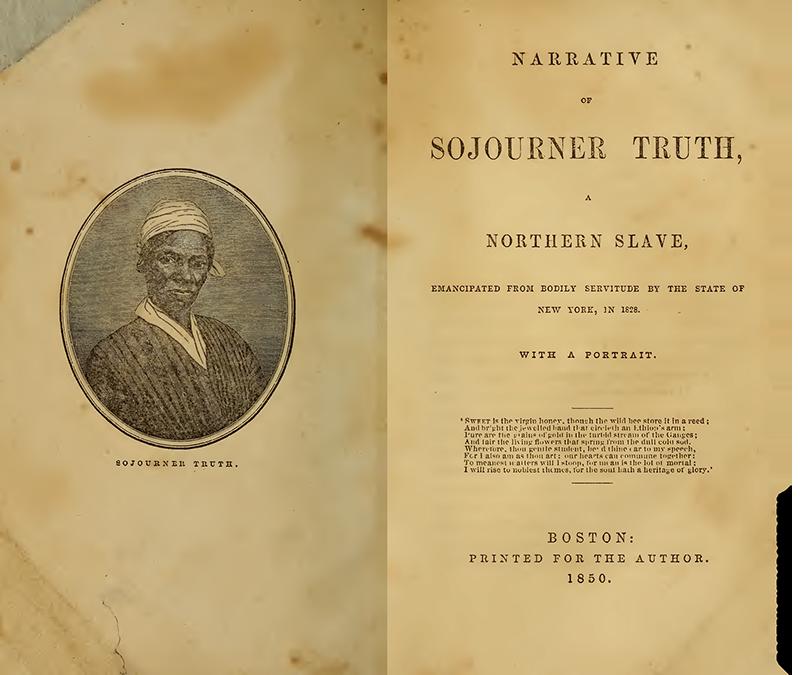 SOJOURNER TRUTH.
NARRATIVE
OF
SOJOURNER TRUTH,
A
NORTHERN SLAVE,
EMANCIPATED FROM BODILY SERVITUDE BY THE STATE OF
NEW YORK, IN 1828.
WITH A PORTRAIT.
'SWEET is the virgin honey, though the wild bee store it in a reed;
And bright the jewelled band that circleth an Ethiop's arm;
Pure are the grains of gold in the turbid stream of the Ganges;
And fair the living flowers that spring from the dull cold sod.
Wherefore, thou gentle student, bend thine ear to my speech,
For I also am as thou art; our hearts can commune together:
To meanest matters will I stoop, for mean is the lot of mortal;
I will rise to noblest themes, for the soul hath a heritage of glory.'
BOSTON:
PRINTED FOR THE AUTHOR.
1850.